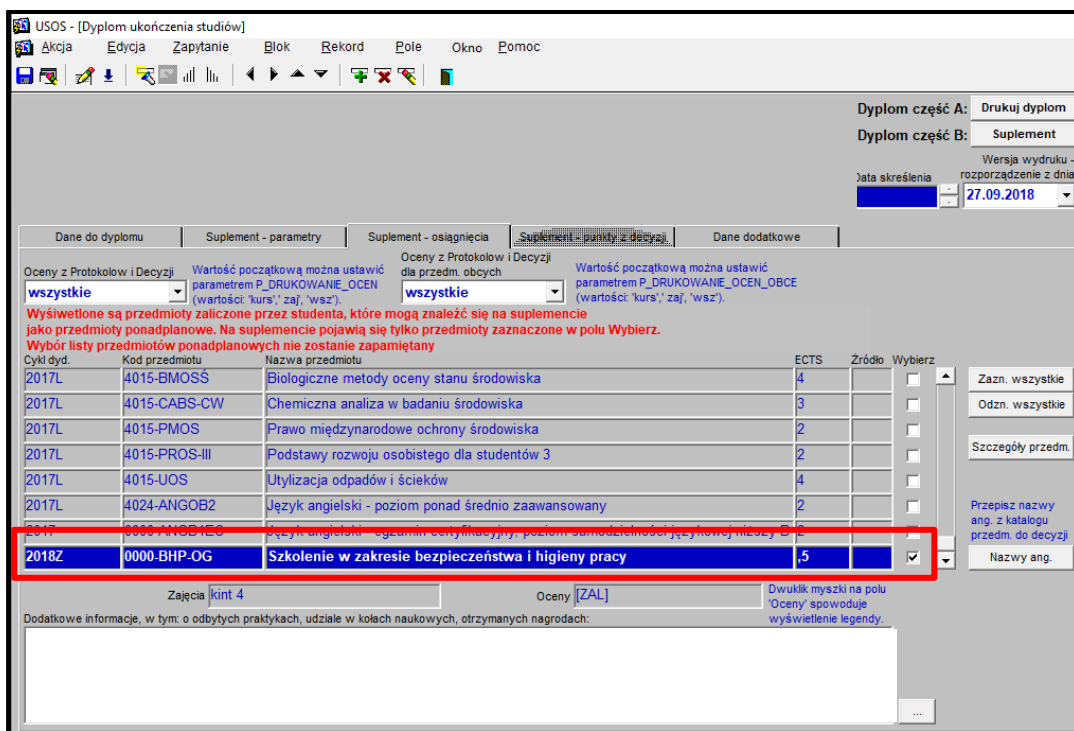 USOS - [Dyplom ukończenia studiów]
Akcja Edycja Zapytanie Blok Rekord Pole Okno Pomoc
Dyplom część A: Drukuj dyplom
Dyplom część B: Suplement
Wersja wydruku -
Data skreślenia rozporządzenie z dnia
27.09.2018
Dane do dyplomu Suplement - parametry Suplement - osiągnięcia Suplement - punkty z decyzji Dane dodatkowe
Oceny z Protokolow i Decyzji
Oceny z Protokolow i Decyzji Wartość początkową można ustawić dla przedm. obcych Wartość początkową można ustawić
parametrem P_DRUKOWANIE_OCEN parametrem P_DRUKOWANIE_OCEN_OBCE
wszystkie (wartości: 'kurs',' zaj', 'wsz'). wszystkie (wartości: 'kurs',' zaj', 'wsz').
Wyśiwetlone są przedmioty zaliczone przez studenta, które mogą znaleźć się na suplemencie
jako przedmioty ponadplanowe. Na suplemencie pojawią się tylko przedmioty zaznaczone w polu Wybierz.
Wybór listy przedmiotów ponadplanowych nie zostanie zapamiętany
Cykl dyd. Kod przedmiotu Nazwa przedmiotu ECTS Źródło Wybierz
2017L 4015-BMOSŚ Biologiczne metody oceny stanu środowiska 4 Zazn. wszystkie
2017L 4015-CABS-CW Chemiczna analiza w badaniu środowiska 3 Odzn. wszystkie
2017L 4015-PMOS Prawo międzynarodowe ochrony środowiska 2
2017L 4015-PROS-III Podstawy rozwoju osobistego dla studentów 3 2 Szczegóły przedm.
2017L 4015-UOS Utylizacja odpadów i ścieków 4
2017L 4024-ANGOB2 Język angielski - poziom ponad średnio zaawansowany 2 Przepisz nazwy
ang. z katalogu
przedm. do decyzji
2018Z 0000-BHP-OG Szkolenie w zakresie bezpieczeństwa i higieny pracy ,5 Nazwy ang.
Zajęcia kint 4 Oceny [ZAL] Dwuklik myszki na polu
'Oceny' spowoduje
Dodatkowe informacje, w tym: o odbytych praktykach, udziale w kołach naukowych, otrzymanych nagrodach: wyświetlenie legendy.
...